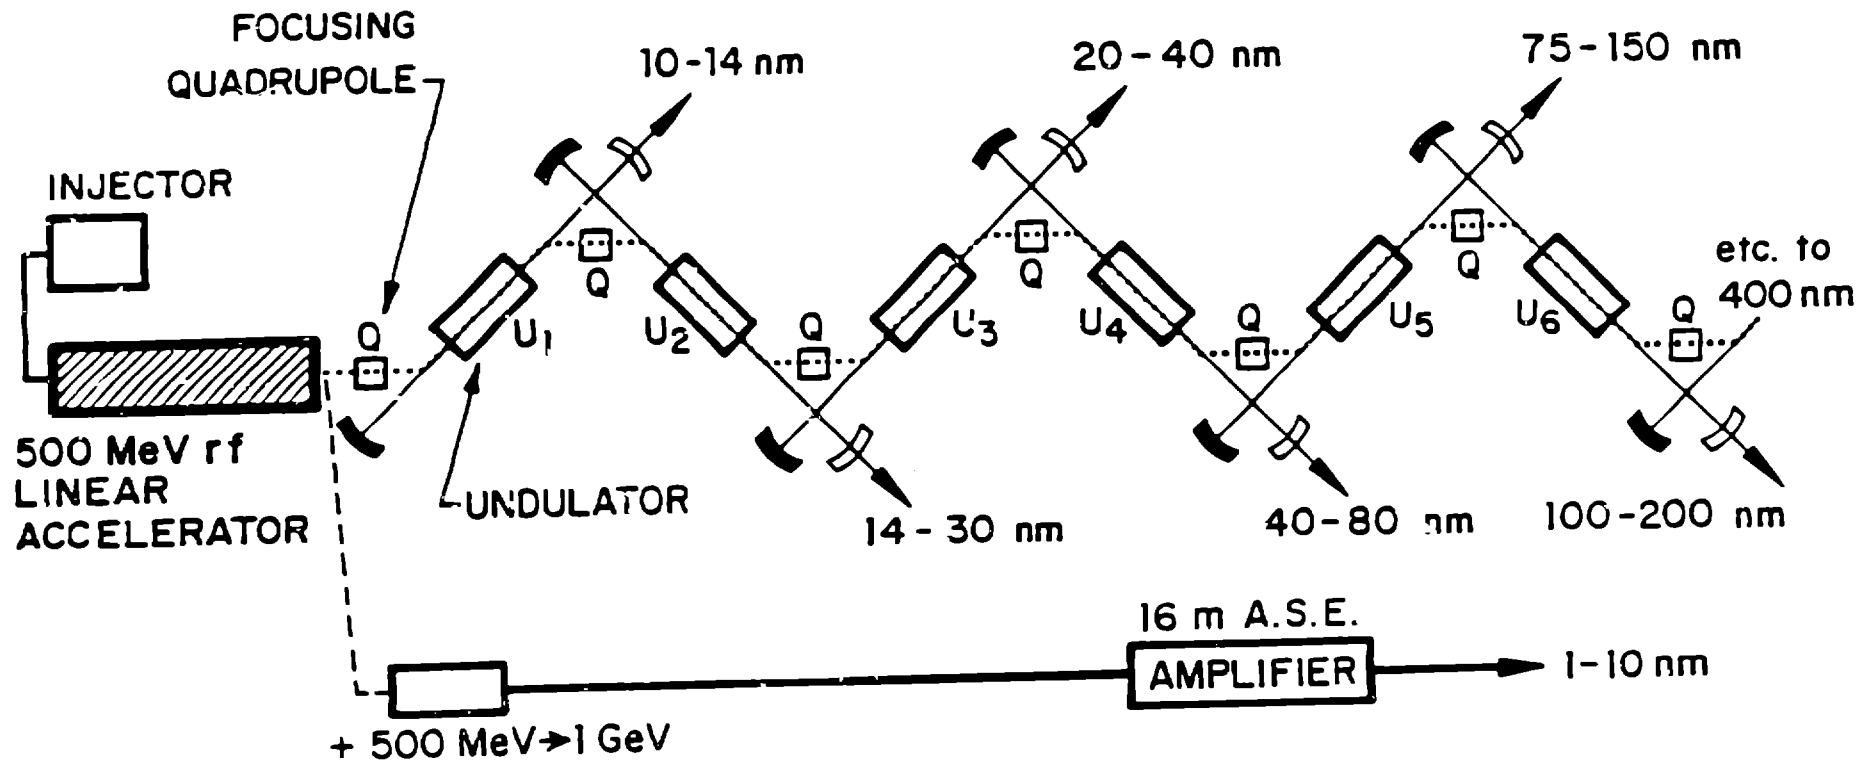 FOCUSING
QUADRUPOLE
10-14 nm
20-40 nm
75-150 nm
INJECTOR
Q
Q
Q
Q
Q
Q
Q
U1
U2
U3
U4
U5
U6
etc. to
400 nm
500 MeV rf
LINEAR
ACCELERATOR
UNDULATOR
14-30 nm
40-80 nm
100-200 nm
16 m A.S.E.
AMPLIFIER
1-10 nm
+ 500 MeV→1 GeV